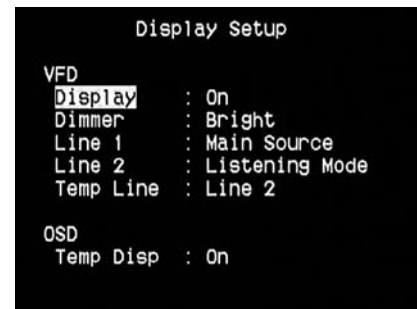 Display Setup
VFD
Display : On
Dimmer : Bright
Line 1 : Main Source
Line 2 : Listening Mode
Temp Line : Line 2
OSD
Temp Disp : On